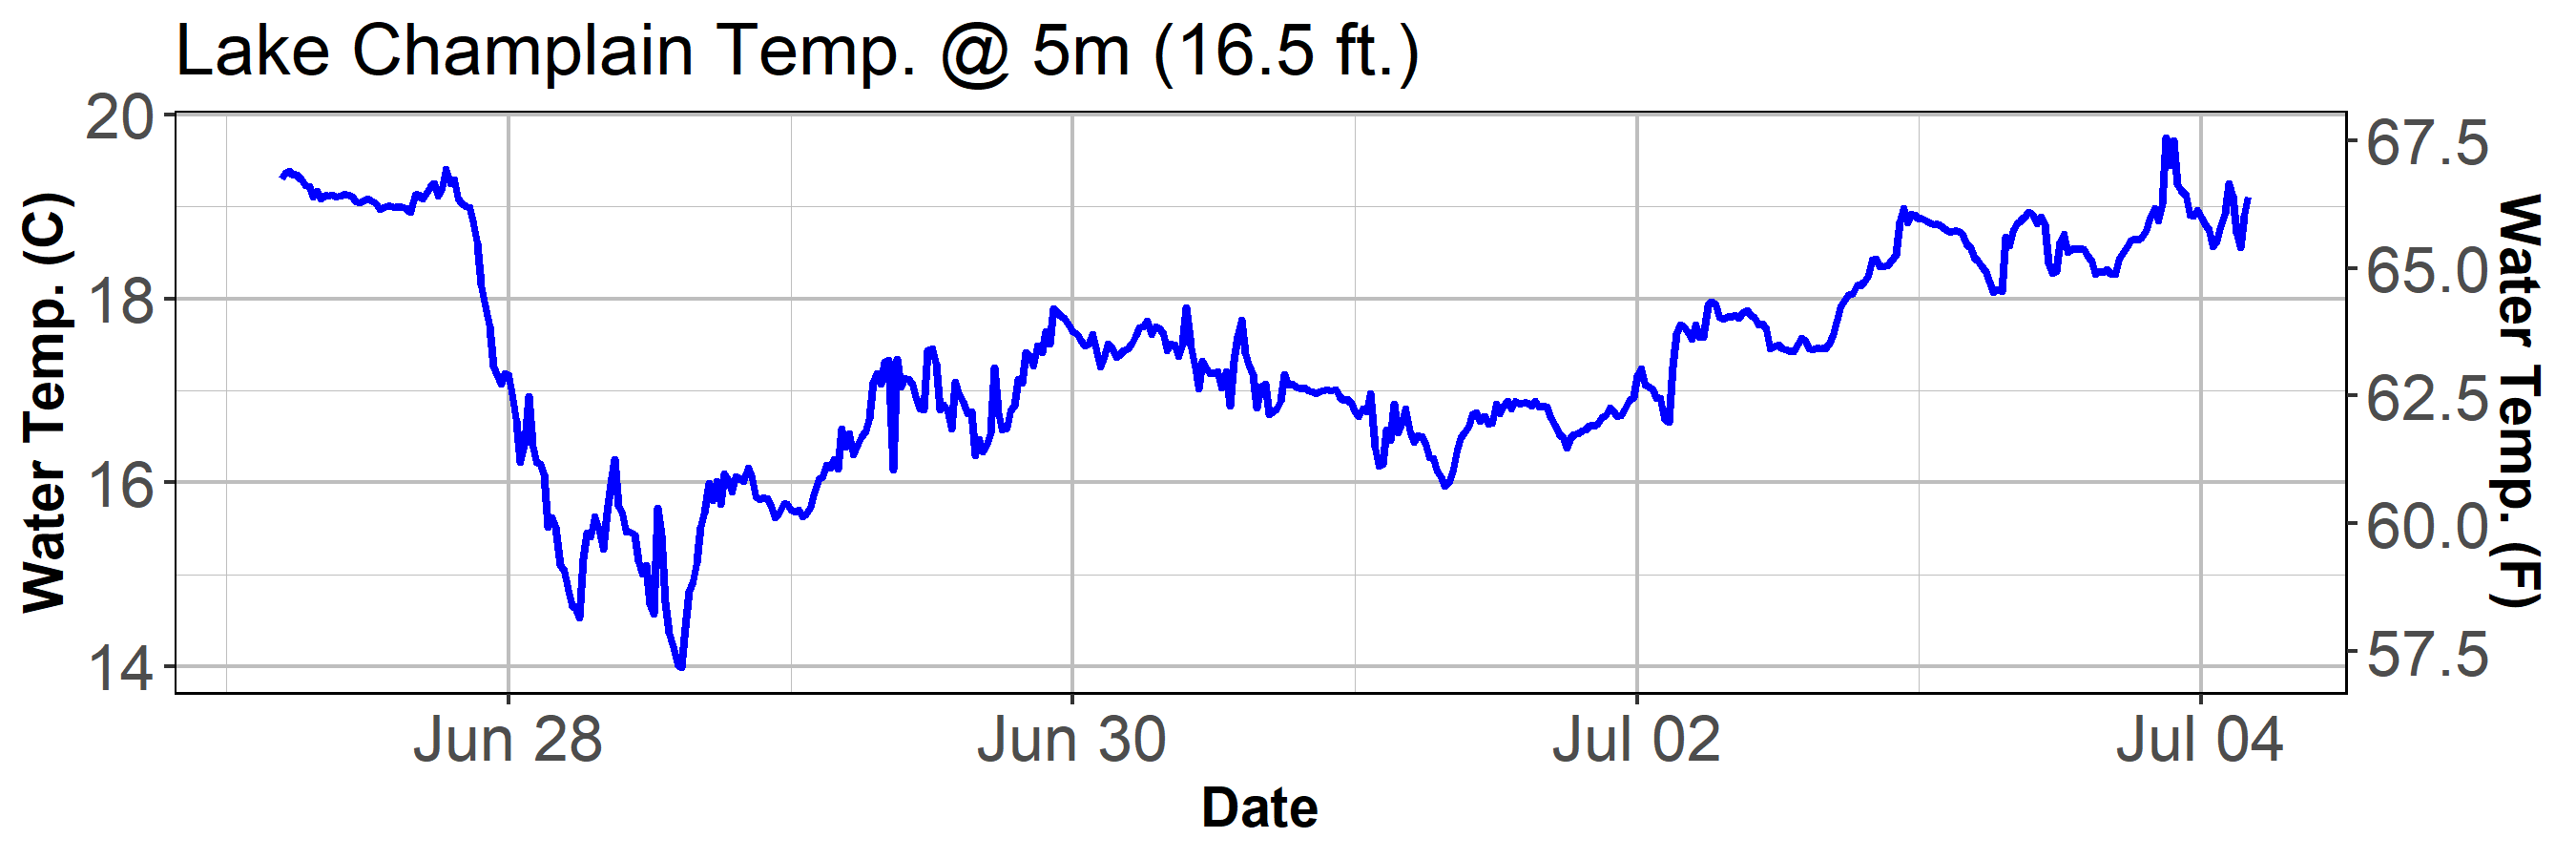 Lake Champlain Temp. @ 5m (16.5 ft.)
Water Temp. (C)
20
18
16
14
67.5
65.0
62.5
60.0
57.5
Water Temp. (F)
Jun 28 Jun 30 Jul 02 Jul 04
Date